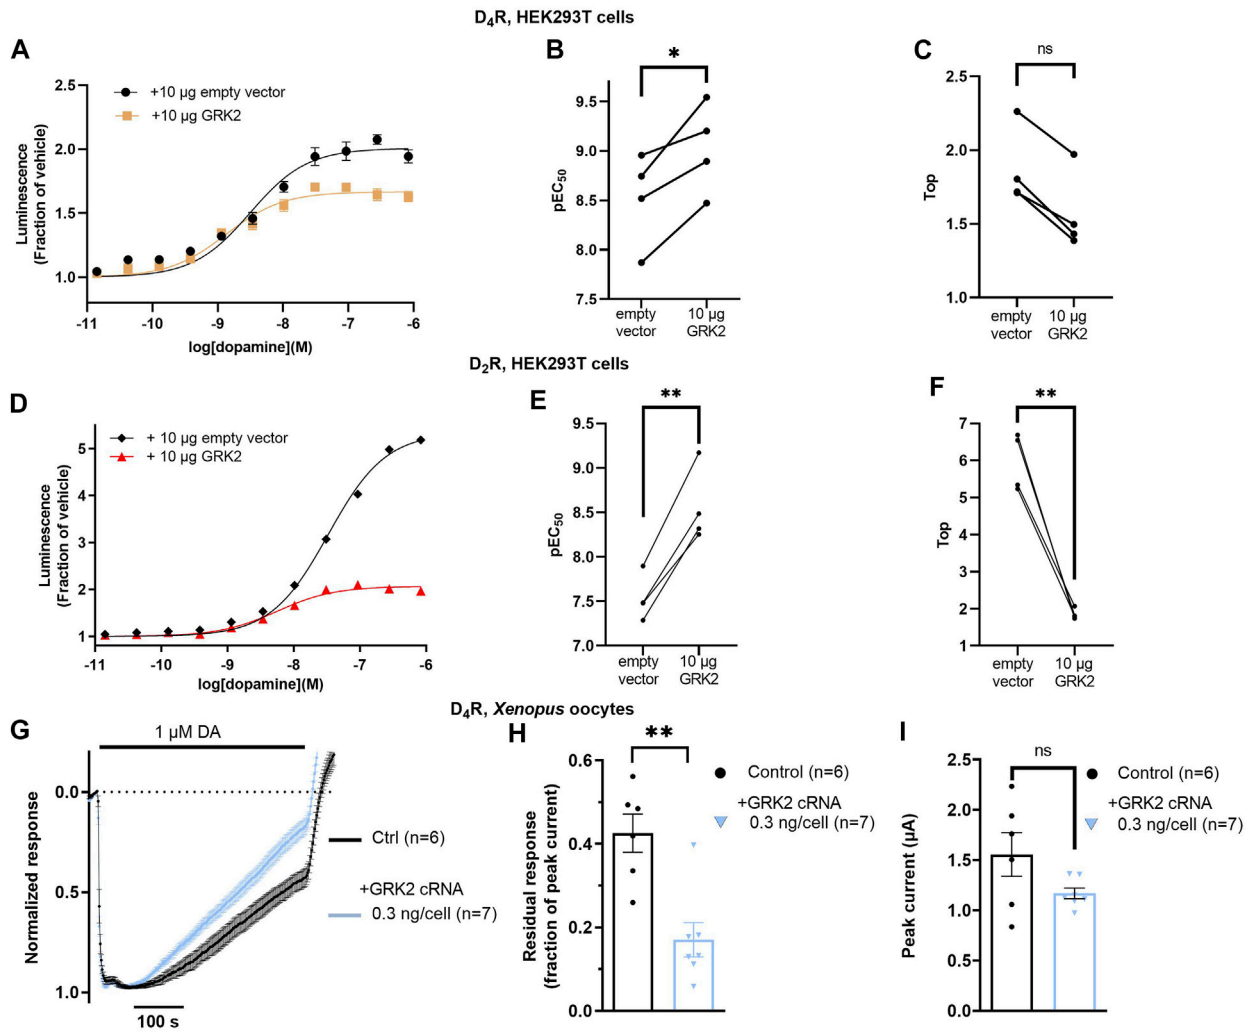 D₄R, HEK293T cells
A
+10 µg empty vector
+10 µg GRK2
Luminescence
(Fraction of vehicle)
2.5
2.0
1.5
1.0
-11 -10 -9 -8 -7 -6
log[dopamine](M)
B
*
pEC₅₀
9.5
9.0
8.5
8.0
7.5
empty
vector
10 µg
GRK2
C
ns
Top
2.5
2.0
1.5
1.0
empty
vector
10 µg
GRK2
D₂R, HEK293T cells
D
+ 10 µg empty vector
+ 10 µg GRK2
Luminescence
(Fraction of vehicle)
5
4
3
2
1
-11 -10 -9 -8 -7 -6
log[dopamine](M)
E
**
pEC₅₀
9.5
9.0
8.5
8.0
7.5
7.0
empty
vector
10 µg
GRK2
F
**
Top
7
6
5
4
3
2
1
empty
vector
10 µg
GRK2
D₄R, Xenopus oocytes
G
1 µM DA
Normalized response
0.0
0.5
1.0
Ctrl (n=6)
+GRK2 cRNA
0.3 ng/cell (n=7)
100 s
H
**
Residual response
(fraction of peak current)
0.6
0.4
0.2
0.0
Control (n=6)
+GRK2 cRNA
0.3 ng/cell (n=7)
I
ns
Peak current (µA)
2.5
2.0
1.5
1.0
0.5
0.0
Control (n=6)
+GRK2 cRNA
0.3 ng/cell (n=7)